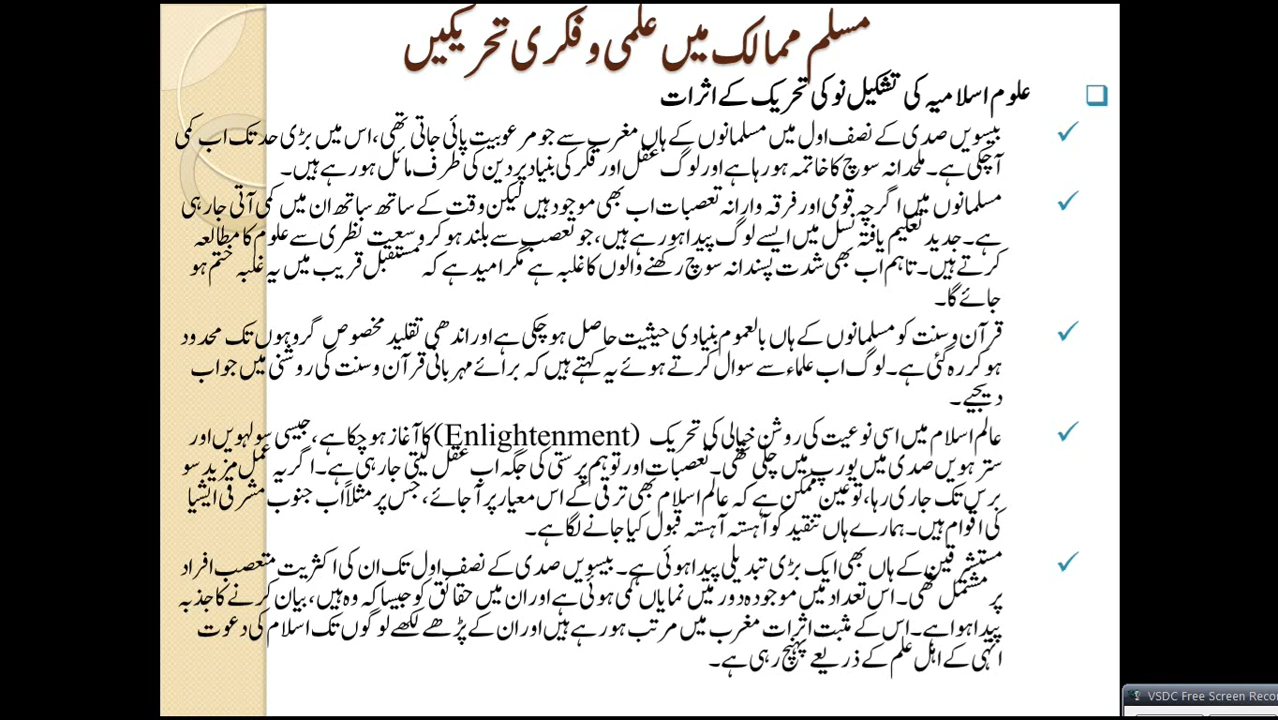 مسلم ممالک میں علمی و فکری تحریکیں
علوم اسلامیہ کی تشکیل نو کی تحریک کے اثرات
بیسویں صدی کے نصف اول میں مسلمانوں کے ہاں مغرب سے جو مرعوبیت پائی جاتی تھی، اس میں بڑی حد تک اب کمی
آ چکی ہے۔ ملحدانہ سوچ کا خاتمہ ہو رہا ہے اور لوگ عقل اور فکر کی بنیاد پر دین کی طرف مائل ہو رہے ہیں۔
مسلمانوں میں اگرچہ قومی اور فرقہ وارانہ تعصبات اب بھی موجود ہیں لیکن وقت کے ساتھ ساتھ ان میں کمی آتی جا رہی
ہے۔ جدید تعلیم یافتہ نسل میں ایسے لوگ پیدا ہو رہے ہیں، جو تعصب سے بلند ہو کر وسعیت نظری سے علوم کا مطالعہ
کرتے ہیں۔ تاہم اب بھی شدت پسندانہ سوچ رکھنے والوں کا غلبہ ہے مگر امید ہے کہ مستقبل قریب میں یہ غلبہ ختم ہو
جائے گا۔
قرآن و سنت کو مسلمانوں کے ہاں بالعموم بنیادی حیثیت حاصل ہو چکی ہے اور اندھی تقلید مخصوص گروہوں تک محدود
ہو کر رہ گئی ہے۔ لوگ اب علماء سے سوال کرتے ہوئے یہ کہتے ہیں کہ برائے مہربانی قرآن و سنت کی روشنی میں جواب
دیجیے۔
عالم اسلام میں اسی نوعیت کی روشن خیالی کی تحریک (Enlightenment) کا آغاز ہو چکا ہے، جیسی سولہویں اور
سترہویں صدی میں یورپ میں چلی تھی۔ تعصبات اور توہم پرستی کی جگہ اب عقل لیتی جا رہی ہے۔ اگر یہ عمل مزید سو
برس تک جاری رہا، تو عین ممکن ہے کہ عالم اسلام بھی ترقی کے اس معیار پر آ جائے، جس پر مثلاً اب جنوب مشرقی ایشیا
کی اقوام ہیں۔ ہمارے ہاں تنقید کو آہستہ آہستہ قبول کیا جانے لگا ہے۔
مستشرقین کے ہاں بھی ایک بڑی تبدیلی پیدا ہوئی ہے۔ بیسویں صدی کے نصف اول تک ان کی اکثریت متعصب افراد
پر مشتمل تھی۔ اس تعداد میں موجودہ دور میں نمایاں کمی ہوئی ہے اور ان میں حقائق کو جیسا کہ وہ ہیں، بیان کرنے کا جذبہ
پیدا ہوا ہے۔ اس کے مثبت اثرات مغرب میں مرتب ہو رہے ہیں اور ان کے پڑھے لکھے لوگوں تک اسلام کی دعوت
انہی کے اہل علم کے ذریعے پہنچ رہی ہے۔
VSDC Free Screen Recor